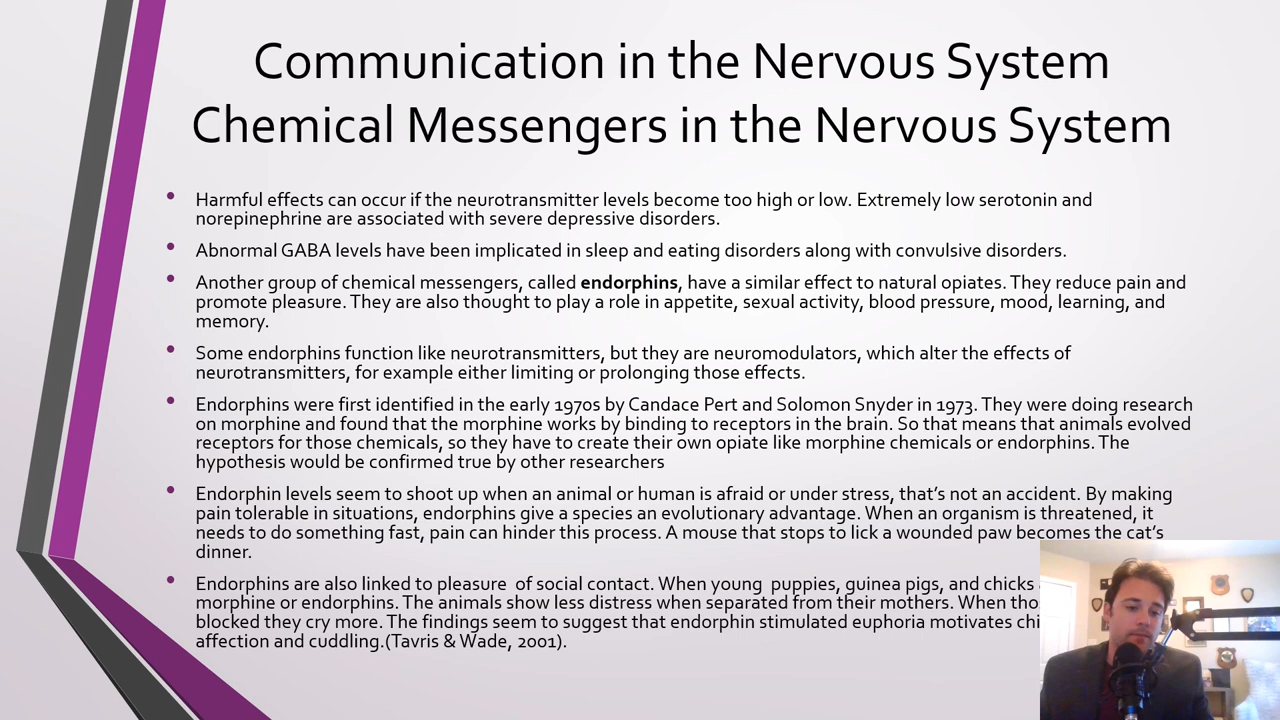 Communication in the Nervous System
Chemical Messengers in the Nervous System
• Harmful effects can occur if the neurotransmitter levels become too high or low. Extremely low serotonin and
norepinephrine are associated with severe depressive disorders.
• Abnormal GABA levels have been implicated in sleep and eating disorders along with convulsive disorders.
• Another group of chemical messengers, called endorphins, have a similar effect to natural opiates. They reduce pain and
promote pleasure. They are also thought to play a role in appetite, sexual activity, blood pressure, mood, learning, and
memory.
• Some endorphins function like neurotransmitters, but they are neuromodulators, which alter the effects of
neurotransmitters, for example either limiting or prolonging those effects.
• Endorphins were first identified in the early 1970s by Candace Pert and Solomon Snyder in 1973. They were doing research
on morphine and found that the morphine works by binding to receptors in the brain. So that means that animals evolved
receptors for those chemicals, so they have to create their own opiate like morphine chemicals or endorphins. The
hypothesis would be confirmed true by other researchers
• Endorphin levels seem to shoot up when an animal or human is afraid or under stress, that’s not an accident. By making
pain tolerable in situations, endorphins give a species an evolutionary advantage. When an organism is threatened, it
needs to do something fast, pain can hinder this process. A mouse that stops to lick a wounded paw becomes the cat’s
dinner.
• Endorphins are also linked to pleasure of social contact. When young puppies, guinea pigs, and chicks
morphine or endorphins. The animals show less distress when separated from their mothers. When
blocked they cry more. The findings seem to suggest that endorphin stimulated euphoria motivates
affection and cuddling.(Tavris & Wade, 2001).